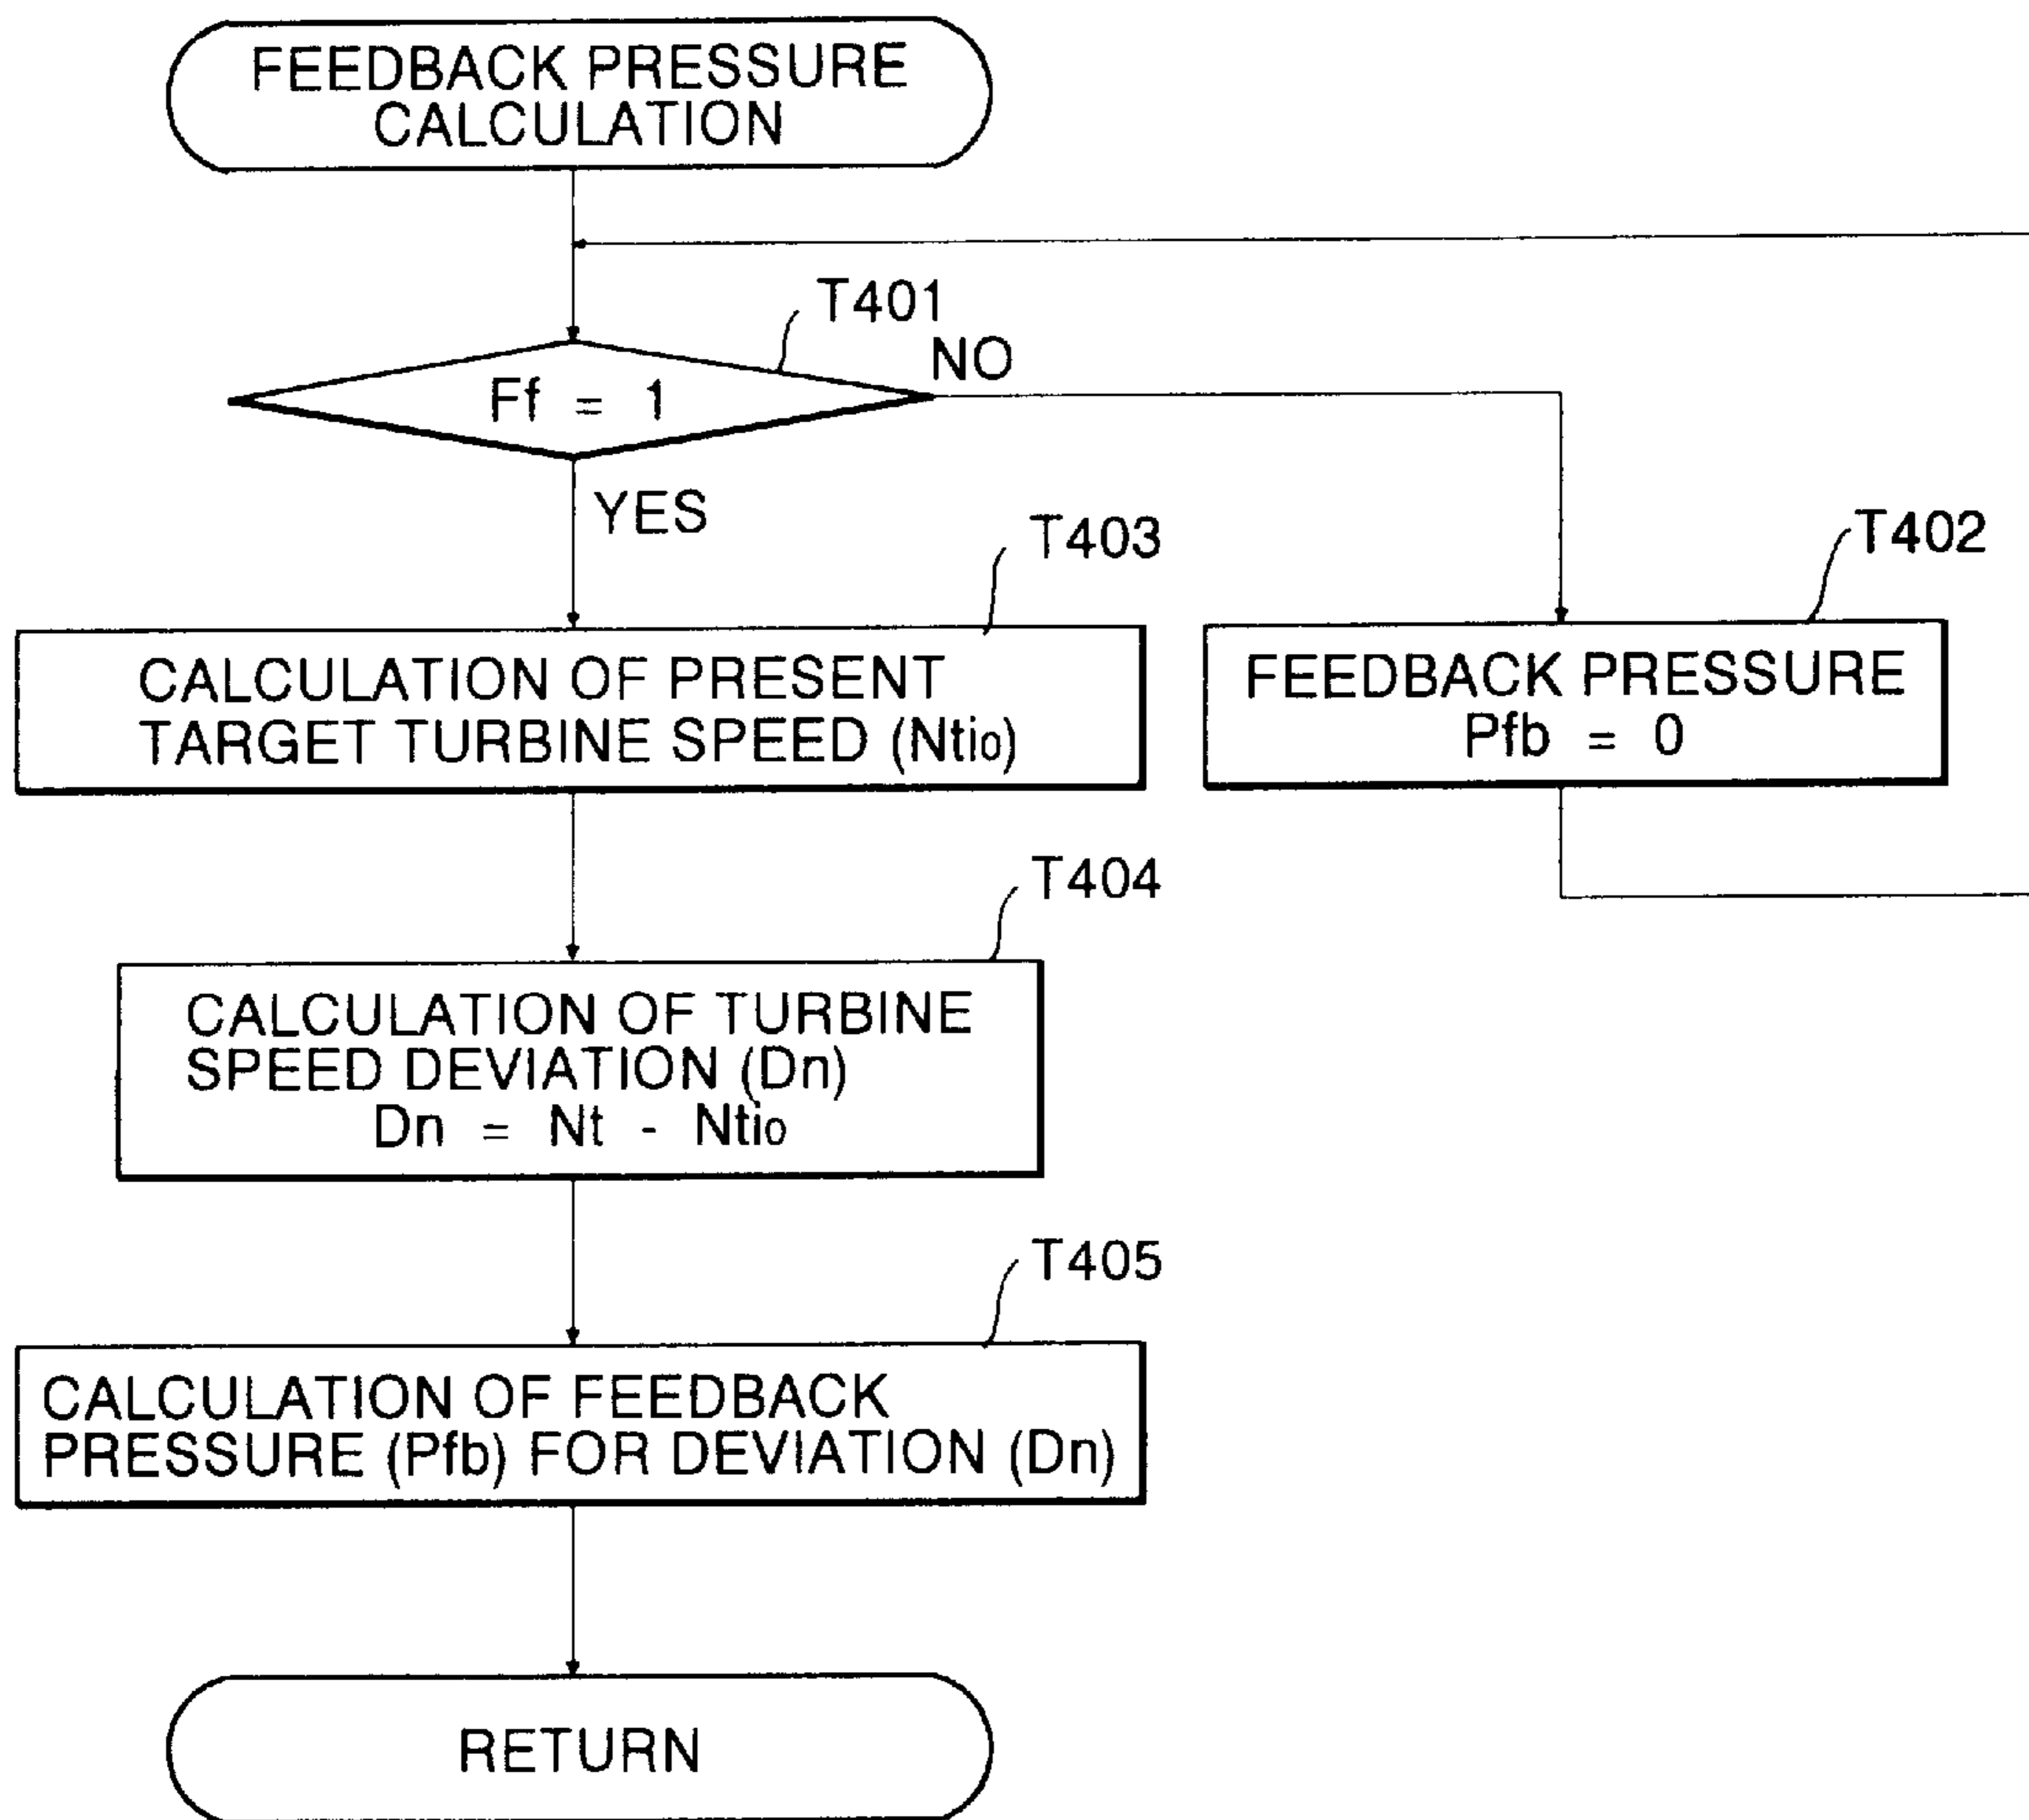 FEEDBACK PRESSURE
CALCULATION
T401
NO
Ff = 1
YES
T403
T402
CALCULATION OF PRESENT
TARGET TURBINE SPEED (Ntio)
FEEDBACK PRESSURE
Pfb = 0
T404
CALCULATION OF TURBINE
SPEED DEVIATION (Dn)
Dn = Nt - Ntio
T405
CALCULATION OF FEEDBACK
PRESSURE (Pfb) FOR DEVIATION (Dn)
RETURN